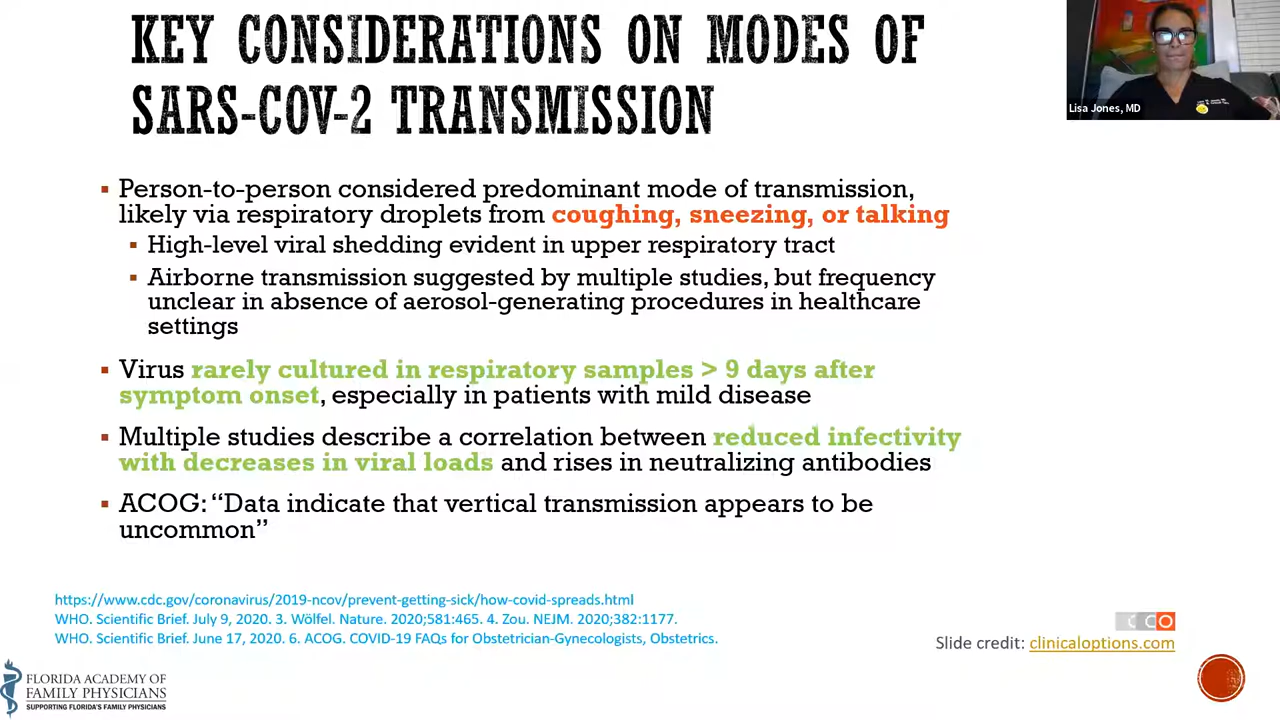 KEY CONSIDERATIONS ON MODES OF
SARS-COV-2 TRANSMISSION
Lisa Jones, MD
▪ Person-to-person considered predominant mode of transmission,
likely via respiratory droplets from coughing, sneezing, or talking
▪ High-level viral shedding evident in upper respiratory tract
▪ Airborne transmission suggested by multiple studies, but frequency
unclear in absence of aerosol-generating procedures in healthcare
settings
▪ Virus rarely cultured in respiratory samples > 9 days after
symptom onset, especially in patients with mild disease
▪ Multiple studies describe a correlation between reduced infectivity
with decreases in viral loads and rises in neutralizing antibodies
▪ ACOG: “Data indicate that vertical transmission appears to be
uncommon”
https://www.cdc.gov/coronavirus/2019-ncov/prevent-getting-sick/how-covid-spreads.html
WHO. Scientific Brief. July 9, 2020. 3. Wölfel. Nature. 2020;581:465. 4. Zou. NEJM. 2020;382:1177.
WHO. Scientific Brief. June 17, 2020. 6. ACOG. COVID-19 FAQs for Obstetrician-Gynecologists, Obstetrics.
CCO
Slide credit: clinicaloptions.com
FLORIDA ACADEMY OF
FAMILY PHYSICIANS
SUPPORTING FLORIDA'S FAMILY PHYSICIANS